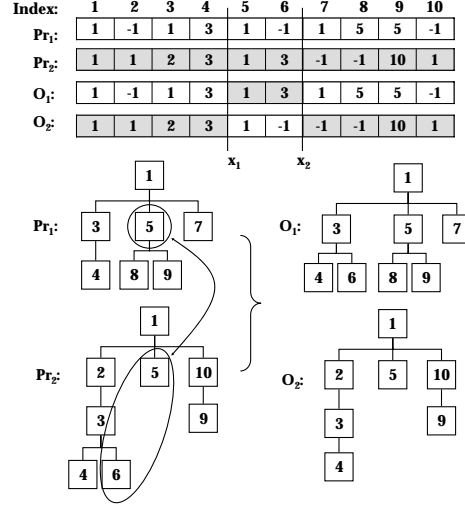 Index: 1 2 3 4 5 6 7 8 9 10
Pr1: 1 -1 1 3 1 -1 1 5 5 -1
Pr2: 1 1 2 3 1 3 -1 -1 10 1
O1: 1 -1 1 3 1 3 1 5 5 -1
O2: 1 1 2 3 1 -1 -1 -1 10 1
x1 x2
1
1
Pr1: 3 5 7
O1: 3 5 7
4 8 9
4 6 8 9
1
1
Pr2: 2 5 10
O2: 2 5 10
3 9
3 9
4 6
4